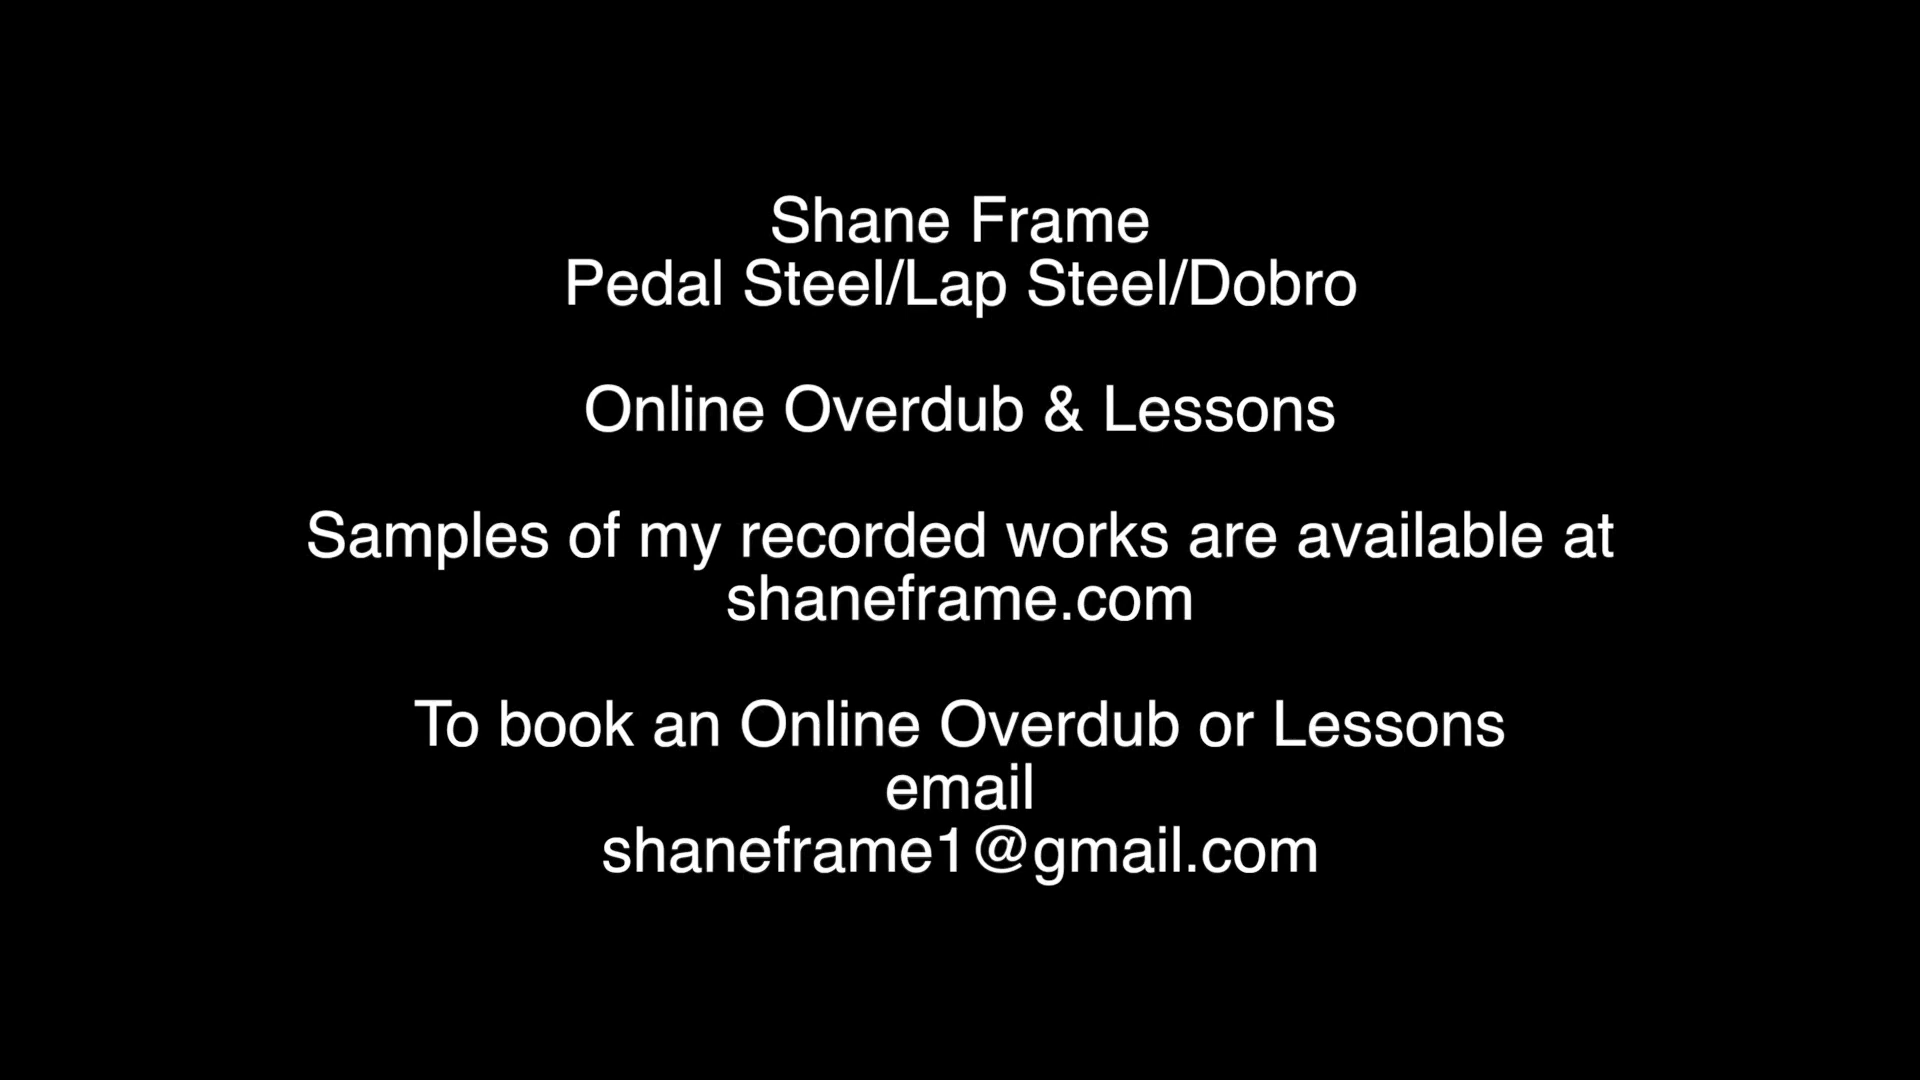 Shane Frame
Pedal Steel/Lap Steel/Dobro
Online Overdub & Lessons
Samples of my recorded works are available at
shaneframe.com
To book an Online Overdub or Lessons
email
shaneframe1@gmail.com